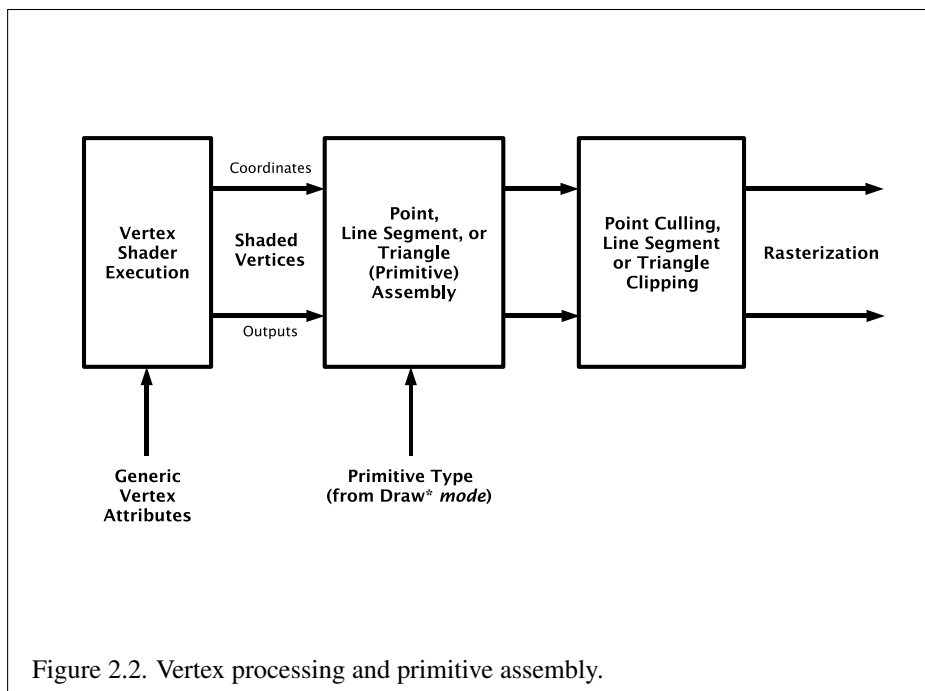 Vertex
Shader
Execution
Coordinates
Shaded
Vertices
Outputs
Point,
Line Segment, or
Triangle
(Primitive)
Assembly
Point Culling,
Line Segment
or Triangle
Clipping
Rasterization
Generic
Vertex
Attributes
Primitive Type
(from Draw* mode)
Figure 2.2. Vertex processing and primitive assembly.